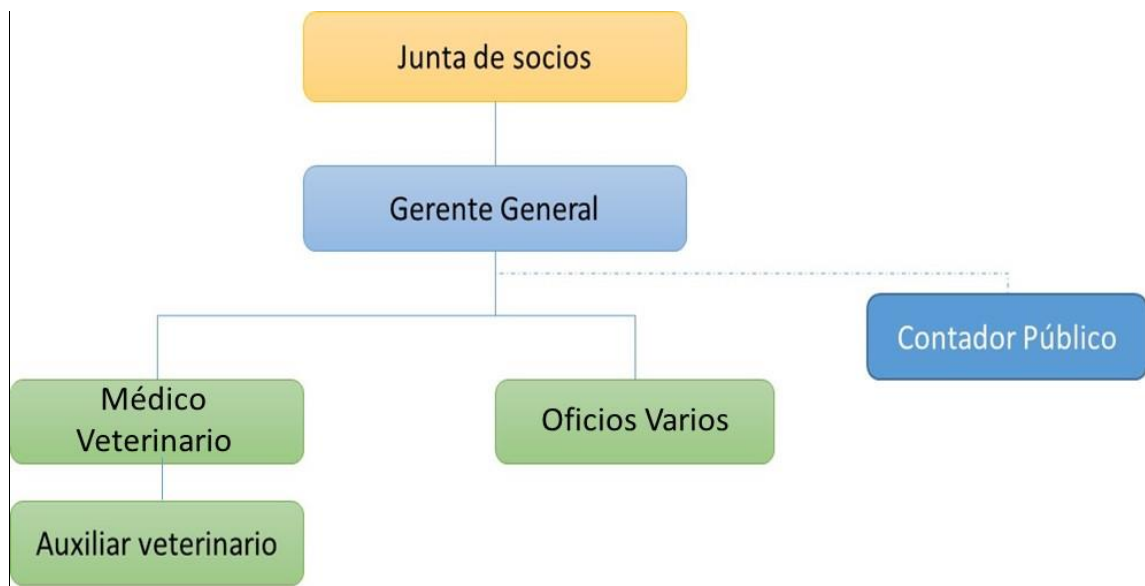 Junta de socios
Gerente General
Contador Público
Médico
Veterinario
Oficios Varios
Auxiliar veterinario